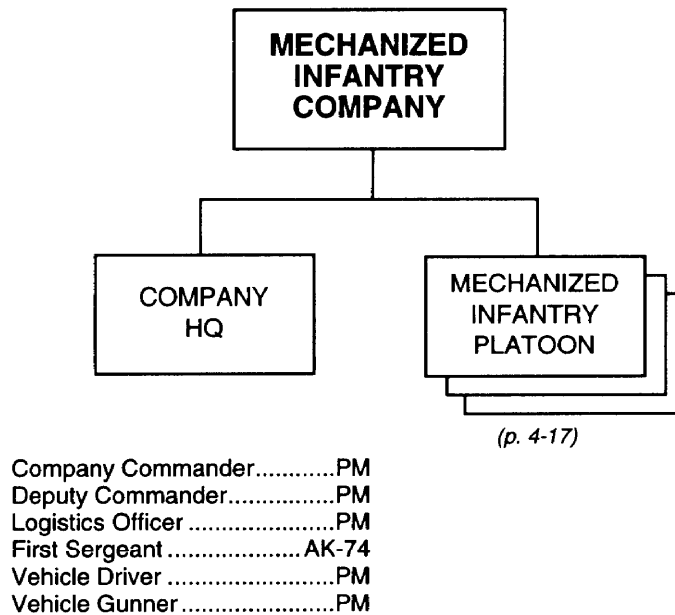 MECHANIZED
INFANTRY
COMPANY
COMPANY
HQ
MECHANIZED
INFANTRY
PLATOON
(p. 4-17)
Company Commander............PM
Deputy Commander.............PM
Logistics Officer .....................PM
First Sergeant ....................AK-74
Vehicle Driver ........................PM
Vehicle Gunner ......................PM